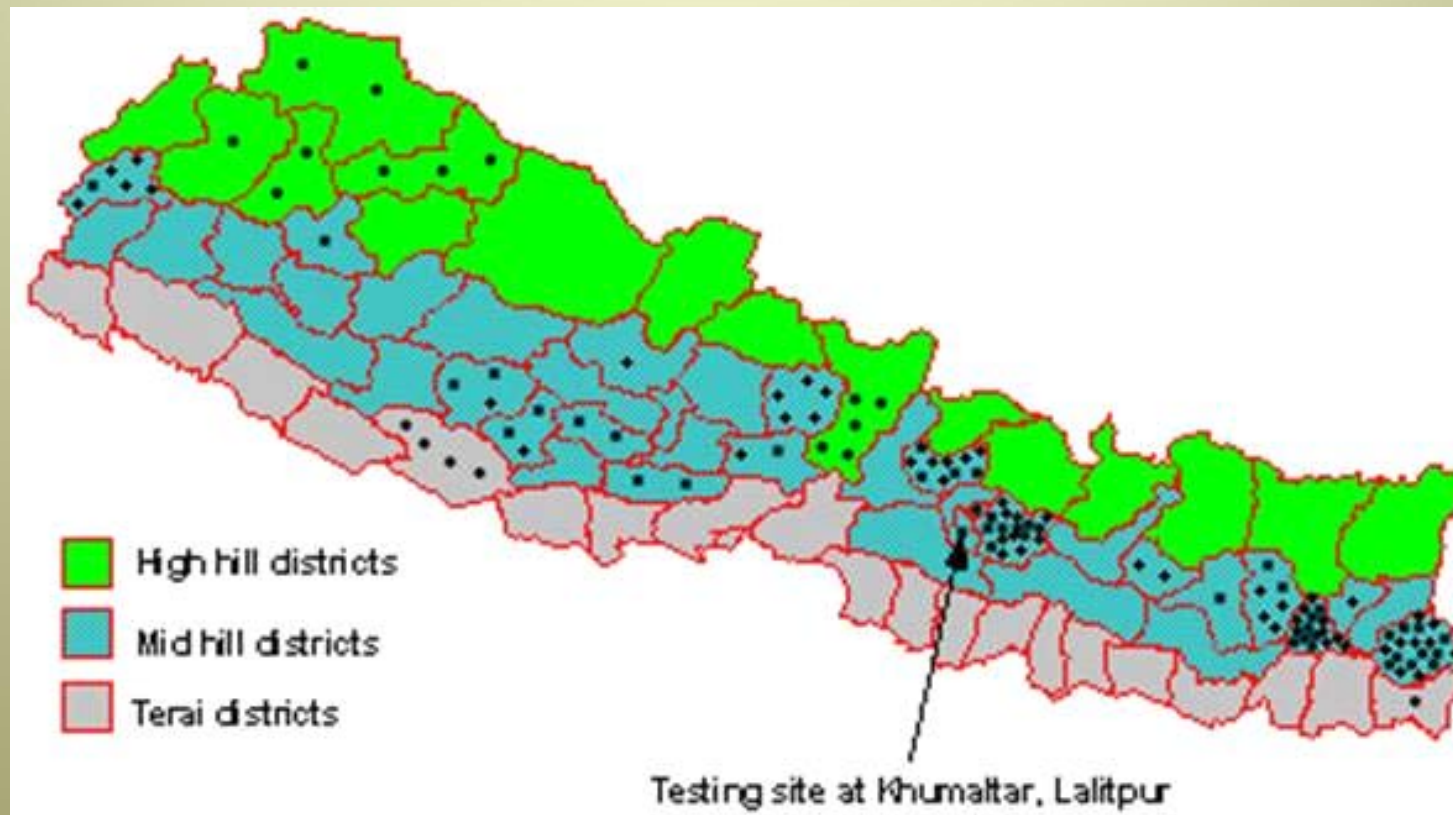 High hill districts
Mid hill districts
Terai districts
Testing site at Khumaltar, Lalitpur